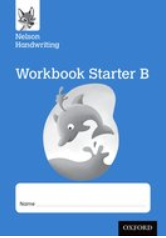 Nelson
Handwriting
Workbook Starter B
Name
OXFORD